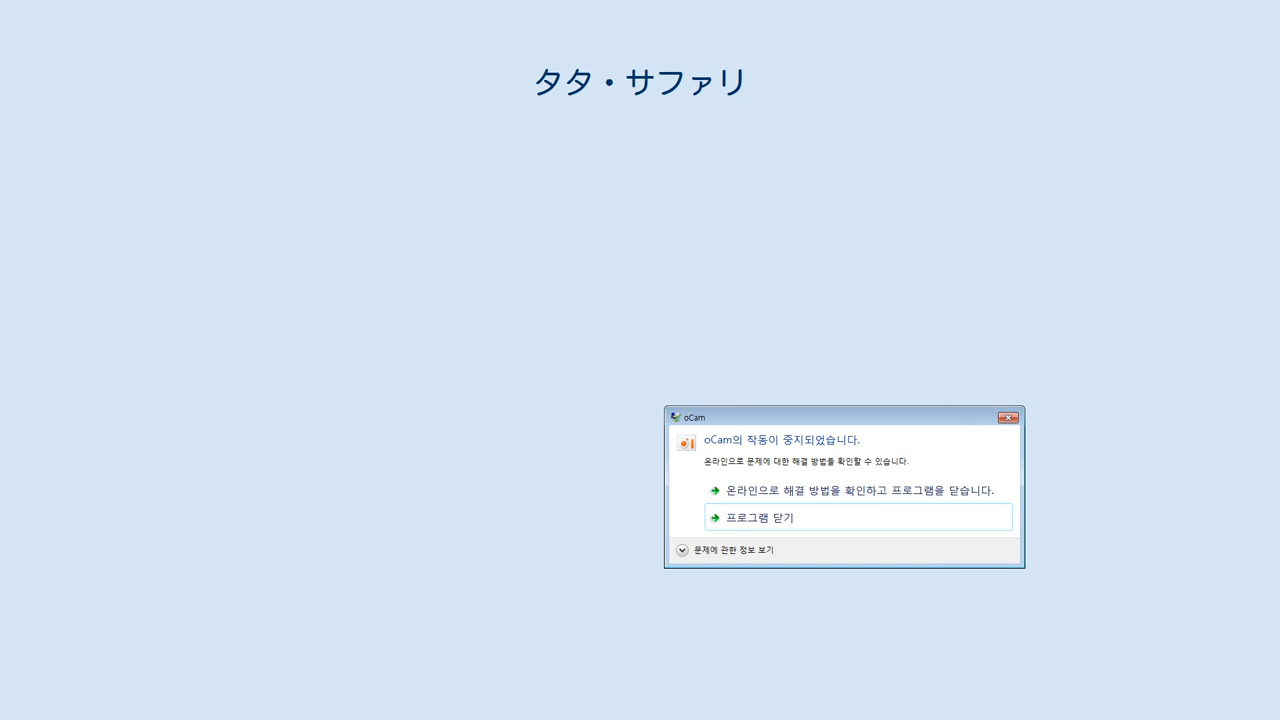 タタ・サファリ
oCam
oCam의 작동이 중지되었습니다.
온라인으로 문제에 대한 해결 방법을 확인할 수 있습니다.
온라인으로 해결 방법을 확인하고 프로그램을 닫습니다.
프로그램 닫기
문제에 관한 정보 보기